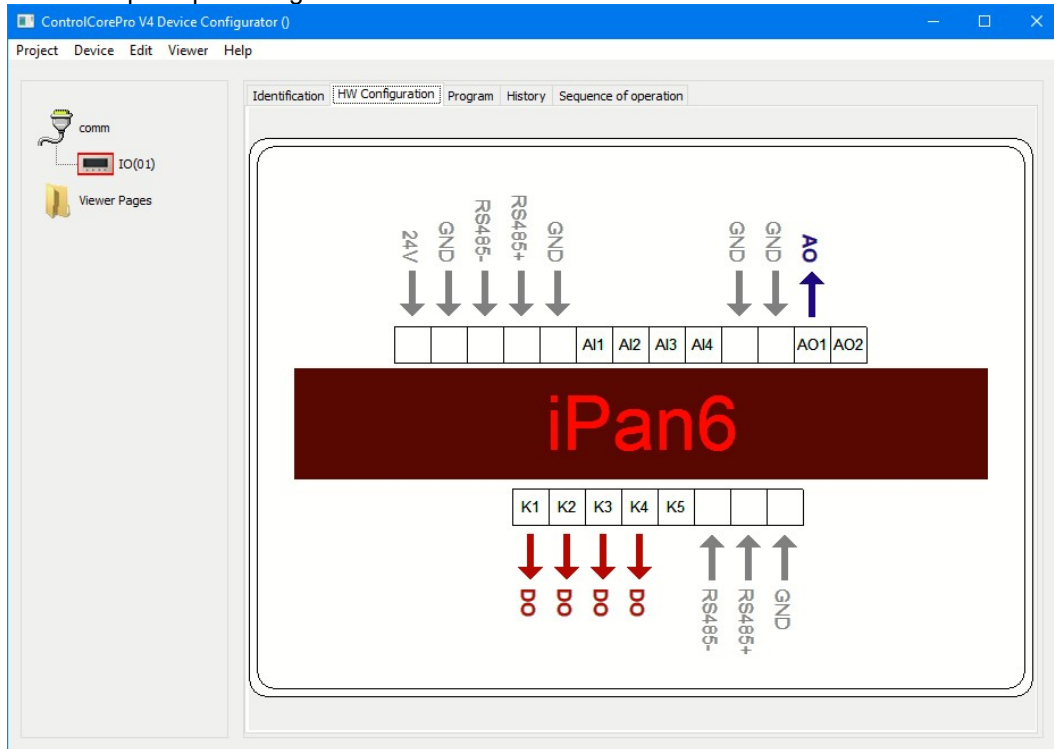 ControlCorePro V4 Device Configurator ()
Project Device Edit Viewer Help
Identification HW Configuration Program History Sequence of operation
comm
IO(01)
Viewer Pages
24V GND RS485- RS485+ GND GND GND AO
AI1 AI2 AI3 AI4 AO1 AO2
iPan6
K1 K2 K3 K4 K5
DO DO DO DO RS485- RS485+ GND